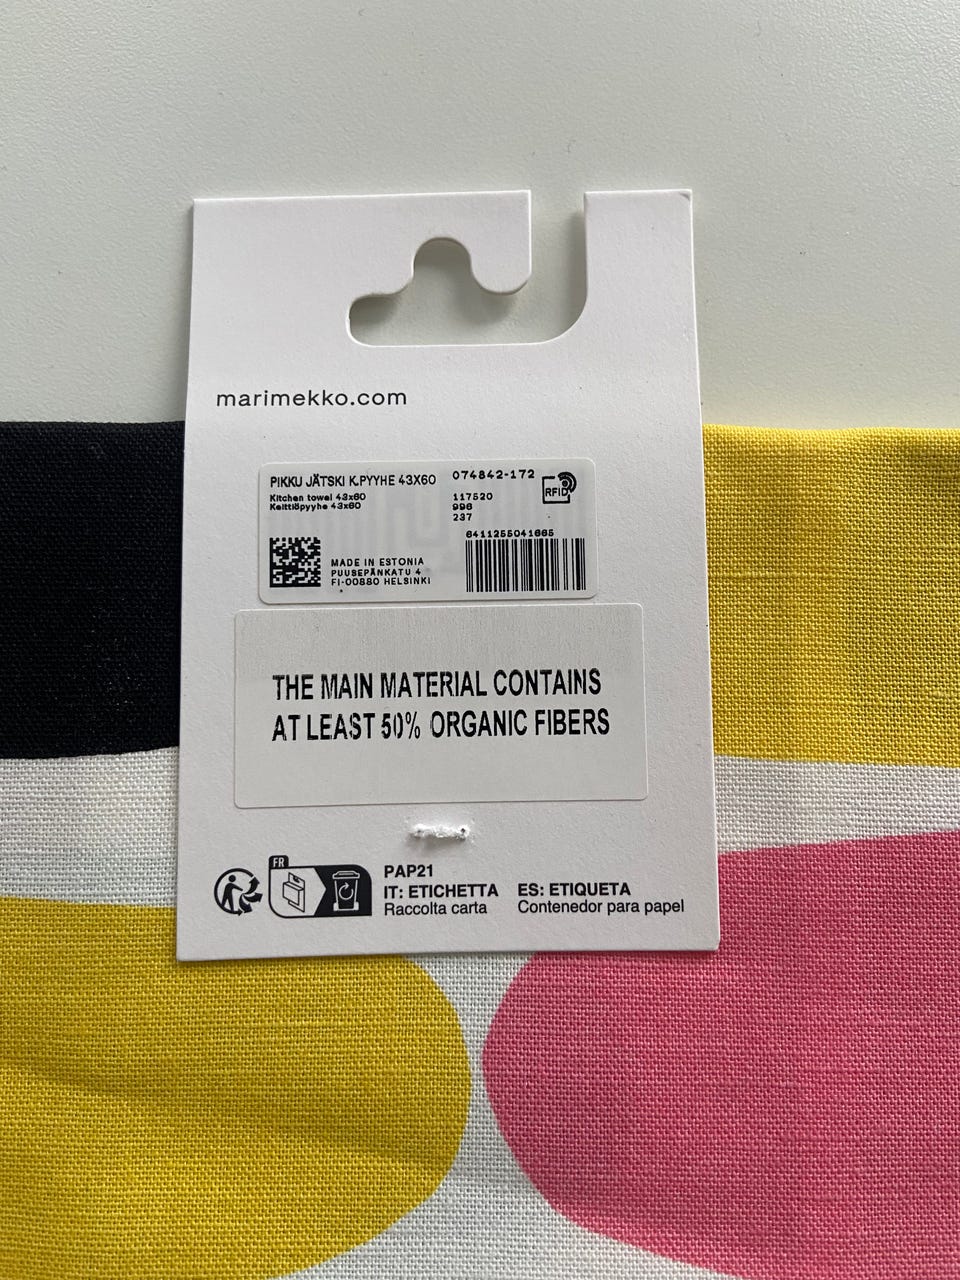 marimekko.com
PIKKU JÄTSKI K.PYYHE 43X60
074842-172
Kitchen towel 43x60
Keittiöpyyhe 43x60
117520
996
237
RFID
6411255041665
MADE IN ESTONIA
PUUSEPÄNKATU 4
FI-00880 HELSINKI
THE MAIN MATERIAL CONTAINS
AT LEAST 50% ORGANIC FIBERS
FR
PAP21
IT: ETICHETTA ES: ETIQUETA
Raccolta carta Contenedor para papel